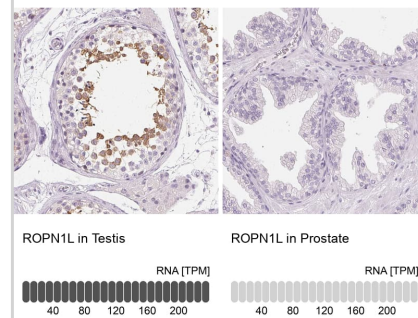 ROPN1L in Testis
ROPN1L in Prostate
RNA [TPM]
RNA [TPM]
40 80 120 160 200
40 80 120 160 200